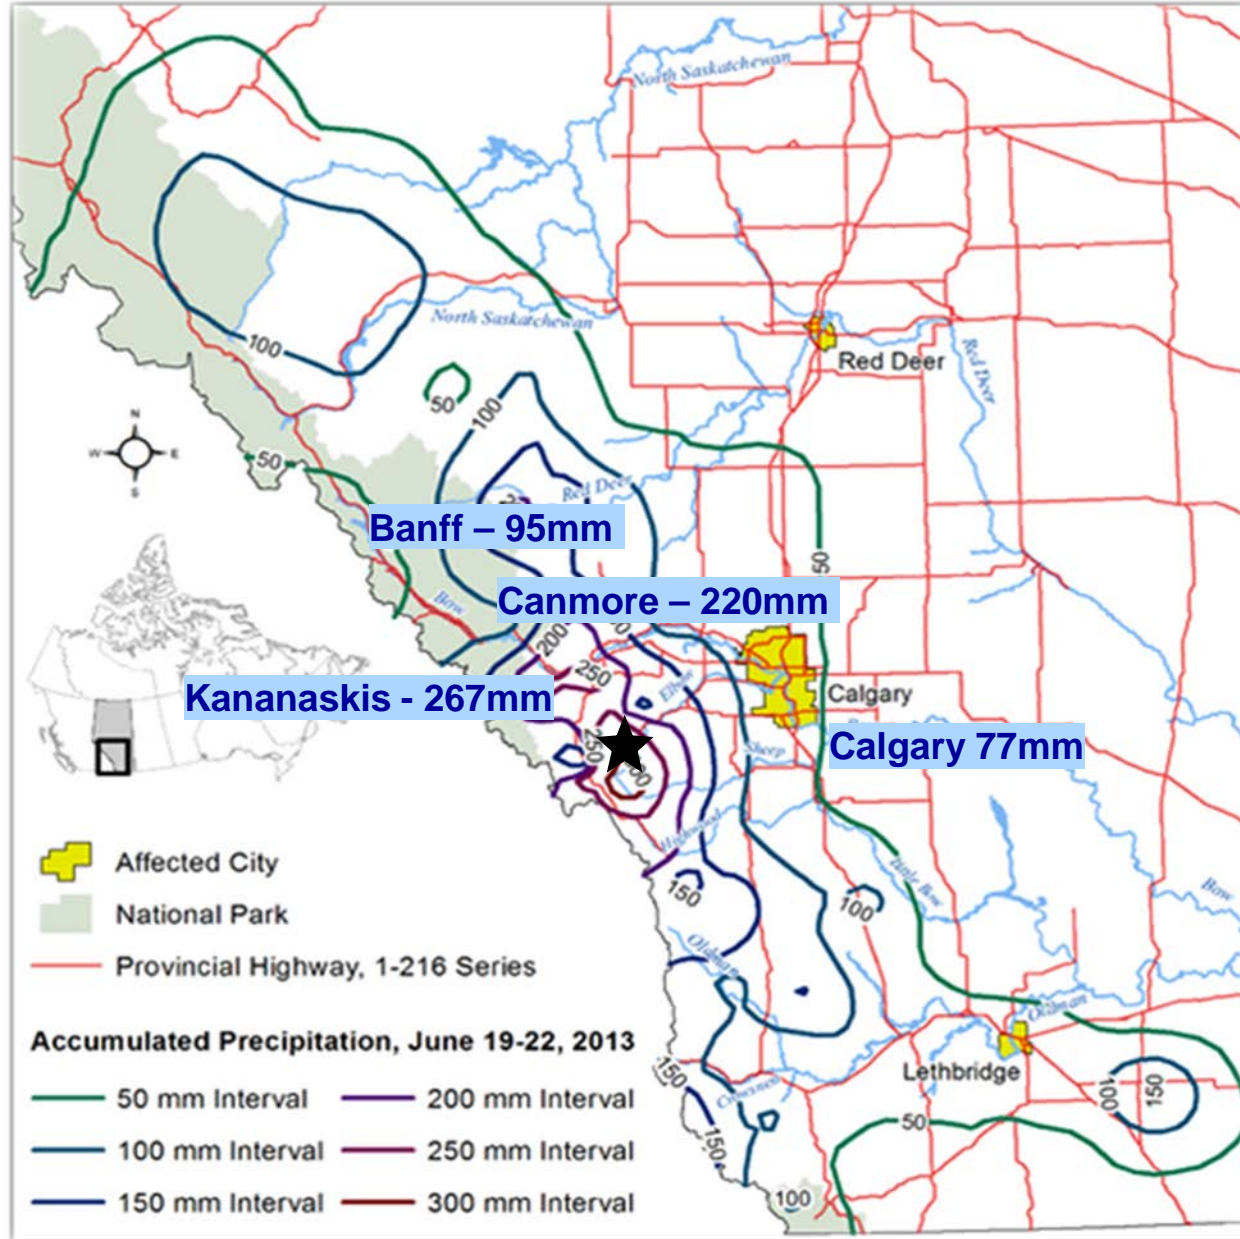 North Saskatchewan
Red Deer
Red Deer
North Saskatchewan
100
50
100
50
N
W E
S
Red Deer
Banff – 95mm
50
Canmore – 220mm
Bow
200
250
Kananaskis - 267mm
Elbow
Calgary
Calgary 77mm
Sheep
250
Highwood
150
100
Little Bow
Bow
Oldman
Oldman
Lethbridge
150
Crowsnest
100
150
50
150
100
Affected City
National Park
Provincial Highway, 1-216 Series
Accumulated Precipitation, June 19-22, 2013
50 mm Interval
200 mm Interval
100 mm Interval
250 mm Interval
150 mm Interval
300 mm Interval